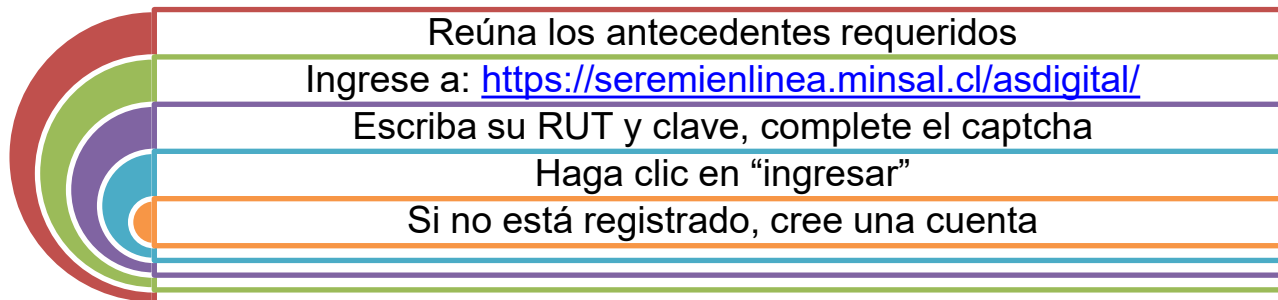 Reúna los antecedentes requeridos
Ingrese a: https://seremienlinea.minsal.cl/asdigital/
Escriba su RUT y clave, complete el captcha
Haga clic en “ingresar”
Si no está registrado, cree una cuenta